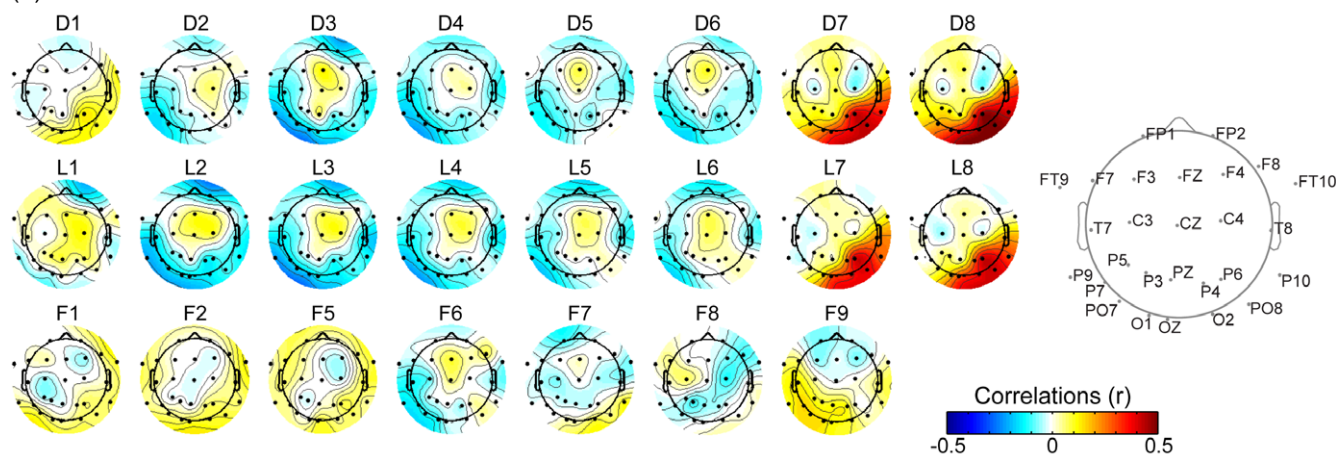 D1 D2 D3 D4 D5 D6 D7 D8
FP1 FP2
L1 L2 L3 L4 L5 L6 L7 L8
FT9 F7 F3 FZ F4 F8 FT10
T7 C3 CZ C4 T8
P5 P3 PZ P4 P6
P9 P7 P10
PO7 O1 OZ O2 PO8
F1 F2 F5 F6 F7 F8 F9
Correlations (r)
-0.5 0 0.5